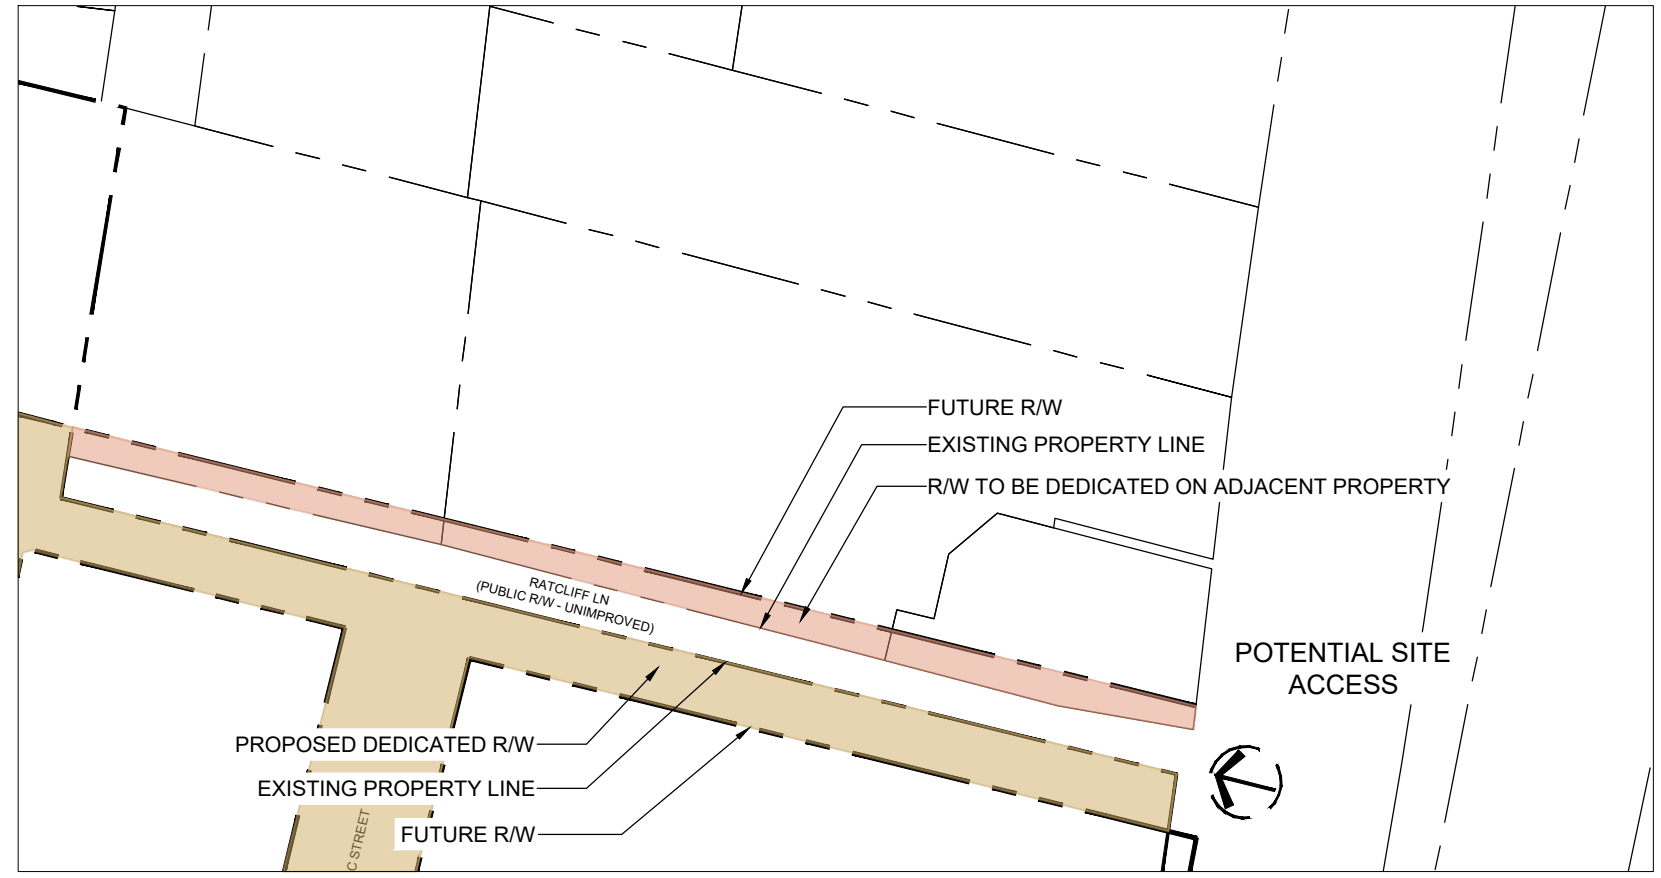 FUTURE R/W
EXISTING PROPERTY LINE
R/W TO BE DEDICATED ON ADJACENT PROPERTY
RATCLIFF LN
(PUBLIC R/W - UNIMPROVED)
POTENTIAL SITE
ACCESS
PROPOSED DEDICATED R/W
EXISTING PROPERTY LINE
FUTURE R/W
C STREET